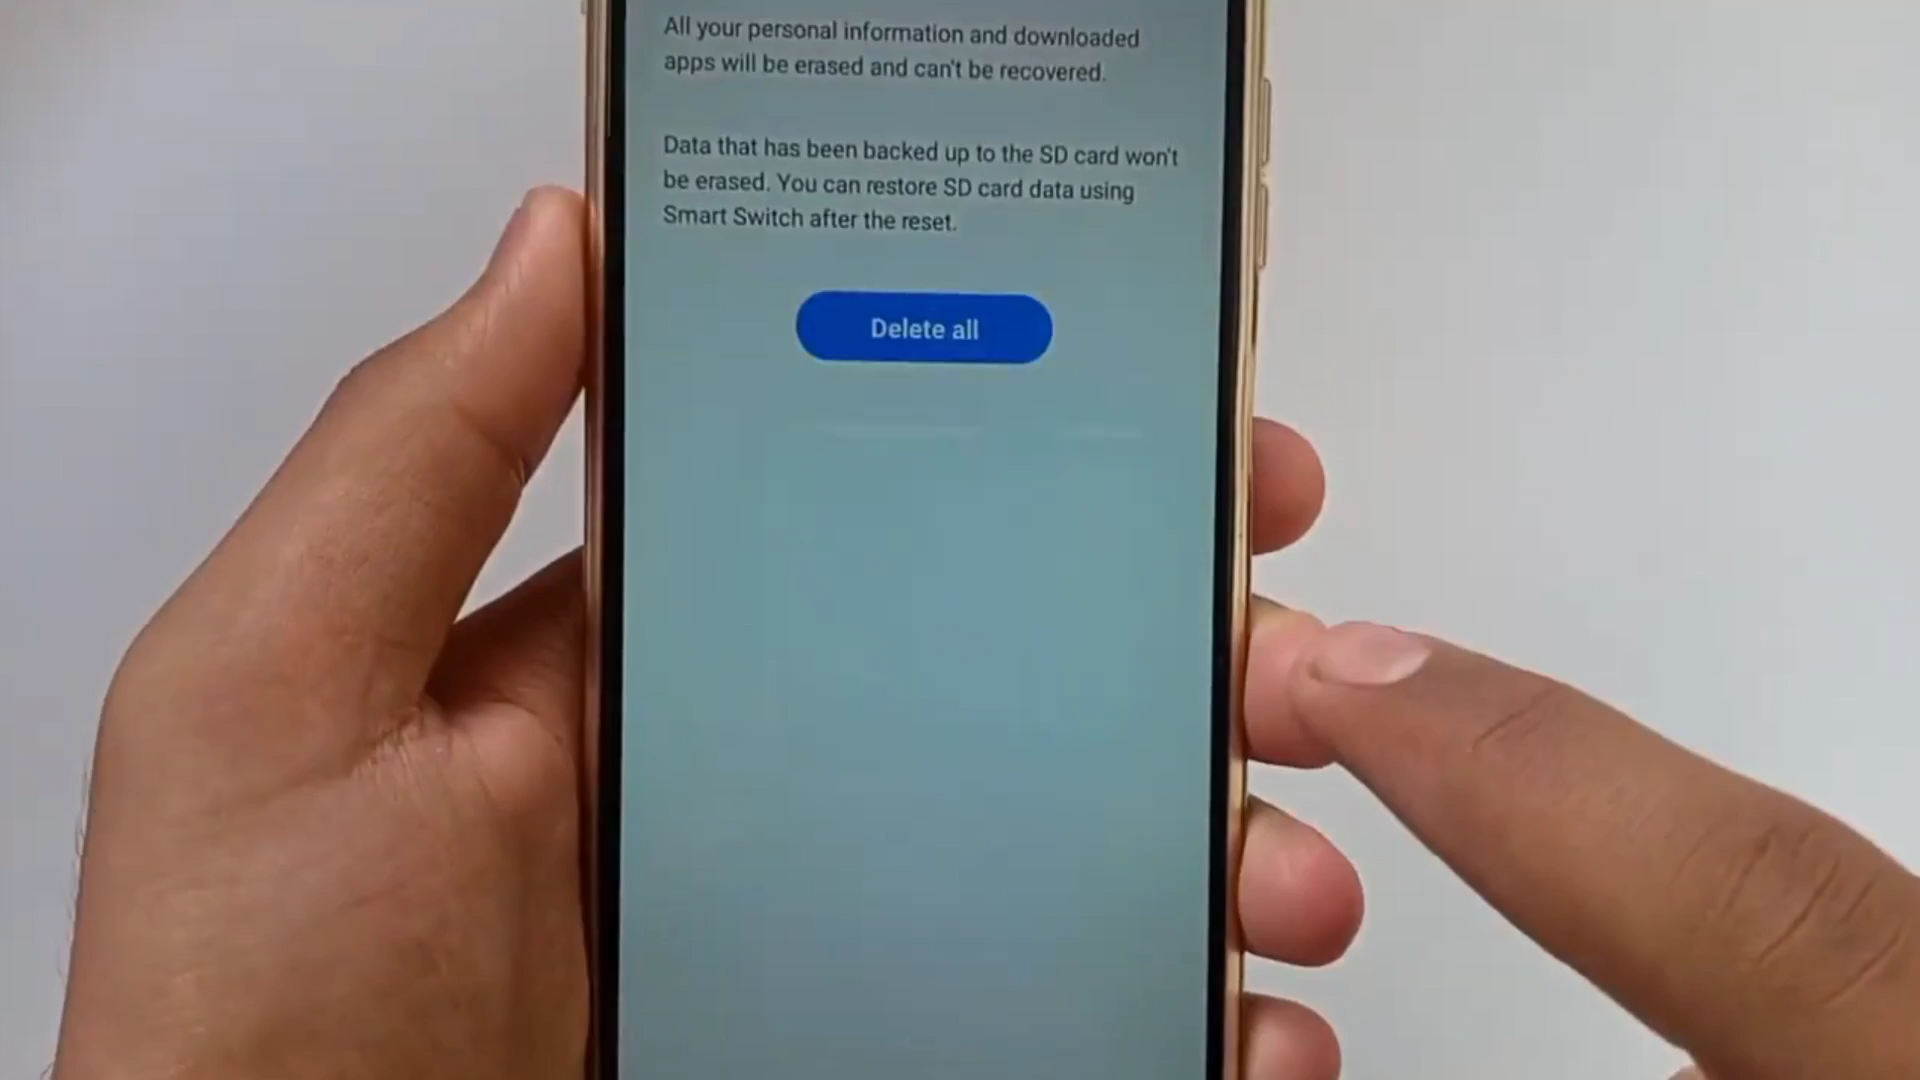 All your personal information and downloaded
apps will be erased and can't be recovered.
Data that has been backed up to the SD card won't
be erased. You can restore SD card data using
Smart Switch after the reset.
Delete all